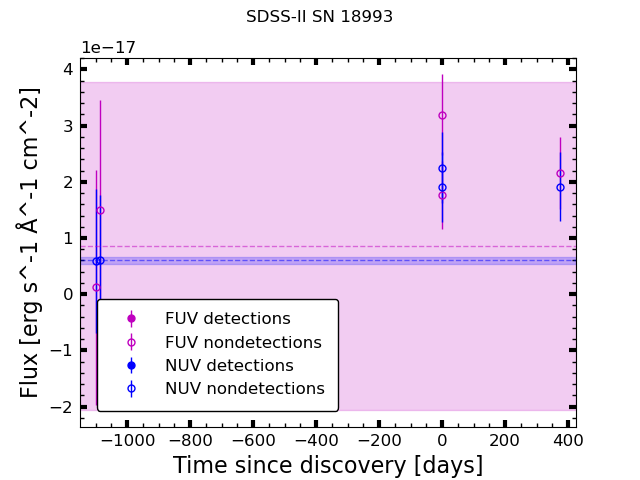 SDSS-II SN 18993
1e−17
4
3
2
1
0
−1
−2
Flux [erg s^-1 Å^-1 cm^-2]
FUV detections
FUV nondetections
NUV detections
NUV nondetections
−1000 −800 −600 −400 −200 0 200 400
Time since discovery [days]